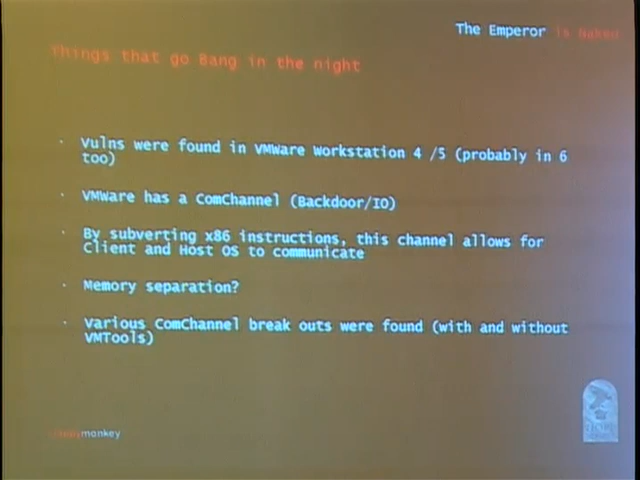 The Emperor is Naked
Things that go Bang in the night
· Vulns were found in VMWare Workstation 4 /5 (probably in 6
too)
· VMWare has a ComChannel (Backdoor/IO)
· By subverting x86 instructions, this channel allows for
Client and Host OS to communicate
· Memory separation?
· Various ComChannel break outs were found (with and without
VMTools)
monkey